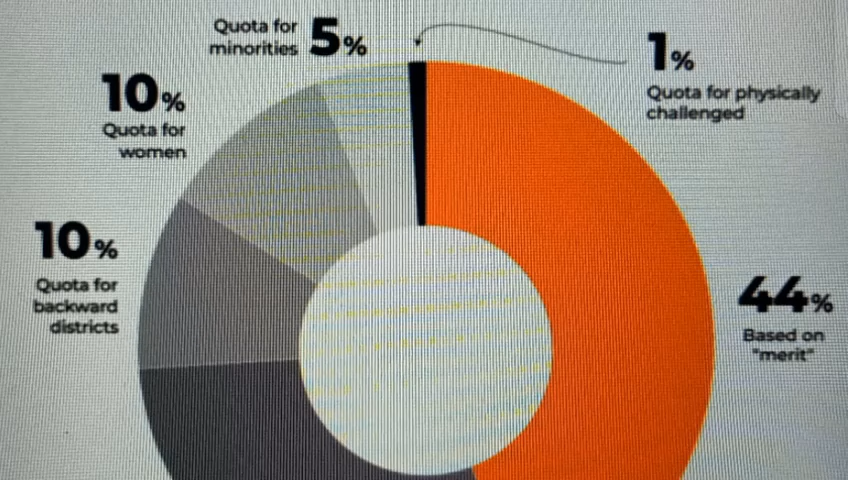 Quota for
minorities 5%
1%
Quota for physically
challenged
10%
Quota for
women
10%
Quota for
backward
districts
44%
Based on
"merit"